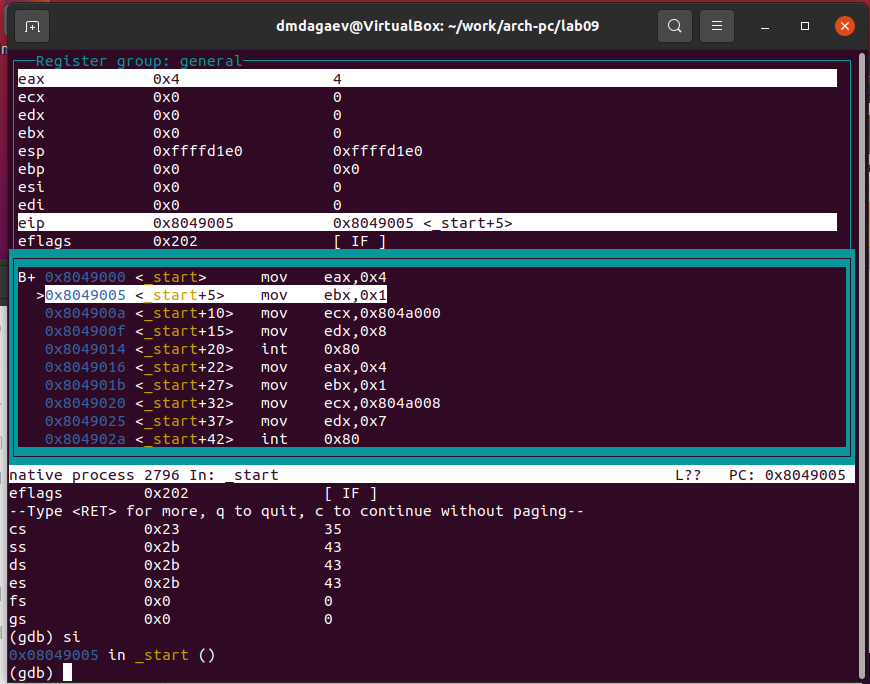 dmdagaev@VirtualBox: ~/work/arch-pc/lab09
Register group: general
eax 0x4 4
ecx 0x0 0
edx 0x0 0
ebx 0x0 0
esp 0xffffd1e0 0xffffd1e0
ebp 0x0 0x0
esi 0x0 0
edi 0x0 0
eip 0x8049005 0x8049005 <_start+5>
eflags 0x202 [ IF ]
B+ 0x8049000 <_start> mov eax,0x4
>0x8049005 <_start+5> mov ebx,0x1
0x804900a <_start+10> mov ecx,0x804a000
0x804900f <_start+15> mov edx,0x8
0x8049014 <_start+20> int 0x80
0x8049016 <_start+22> mov eax,0x4
0x804901b <_start+27> mov ebx,0x1
0x8049020 <_start+32> mov ecx,0x804a008
0x8049025 <_start+37> mov edx,0x7
0x804902a <_start+42> int 0x80
native process 2796 In: _start L?? PC: 0x8049005
eflags 0x202 [ IF ]
--Type <RET> for more, q to quit, c to continue without paging--
cs 0x23 35
ss 0x2b 43
ds 0x2b 43
es 0x2b 43
fs 0x0 0
gs 0x0 0
(gdb) si
0x08049005 in _start ()
(gdb)